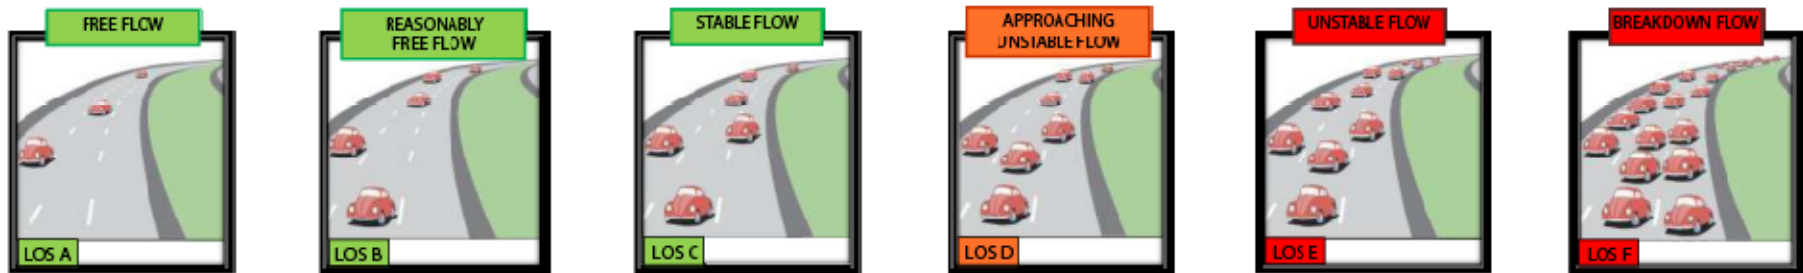 FREE FLOW
LOS A
REASONABLY
FREE FLOW
LOS B
STABLE FLOW
LOS C
APPROACHING
UNSTABLE FLOW
LOS D
UNSTABLE FLOW
LOS E
BREAKDOWN FLOW
LOS F